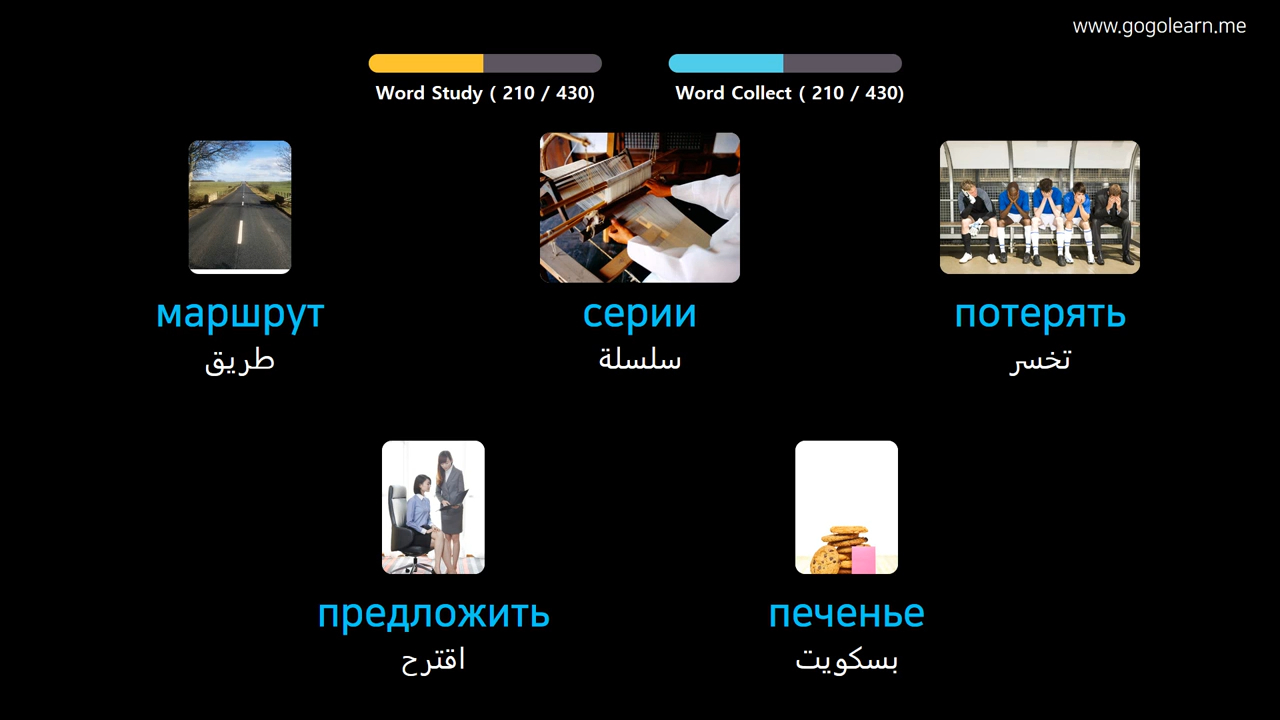 www.gogolearn.me
Word Study ( 210 / 430)
Word Collect ( 210 / 430)
маршрут
طريق
серии
سلسلة
потерять
تخسر
предложить
اقترح
печенье
بسكويت